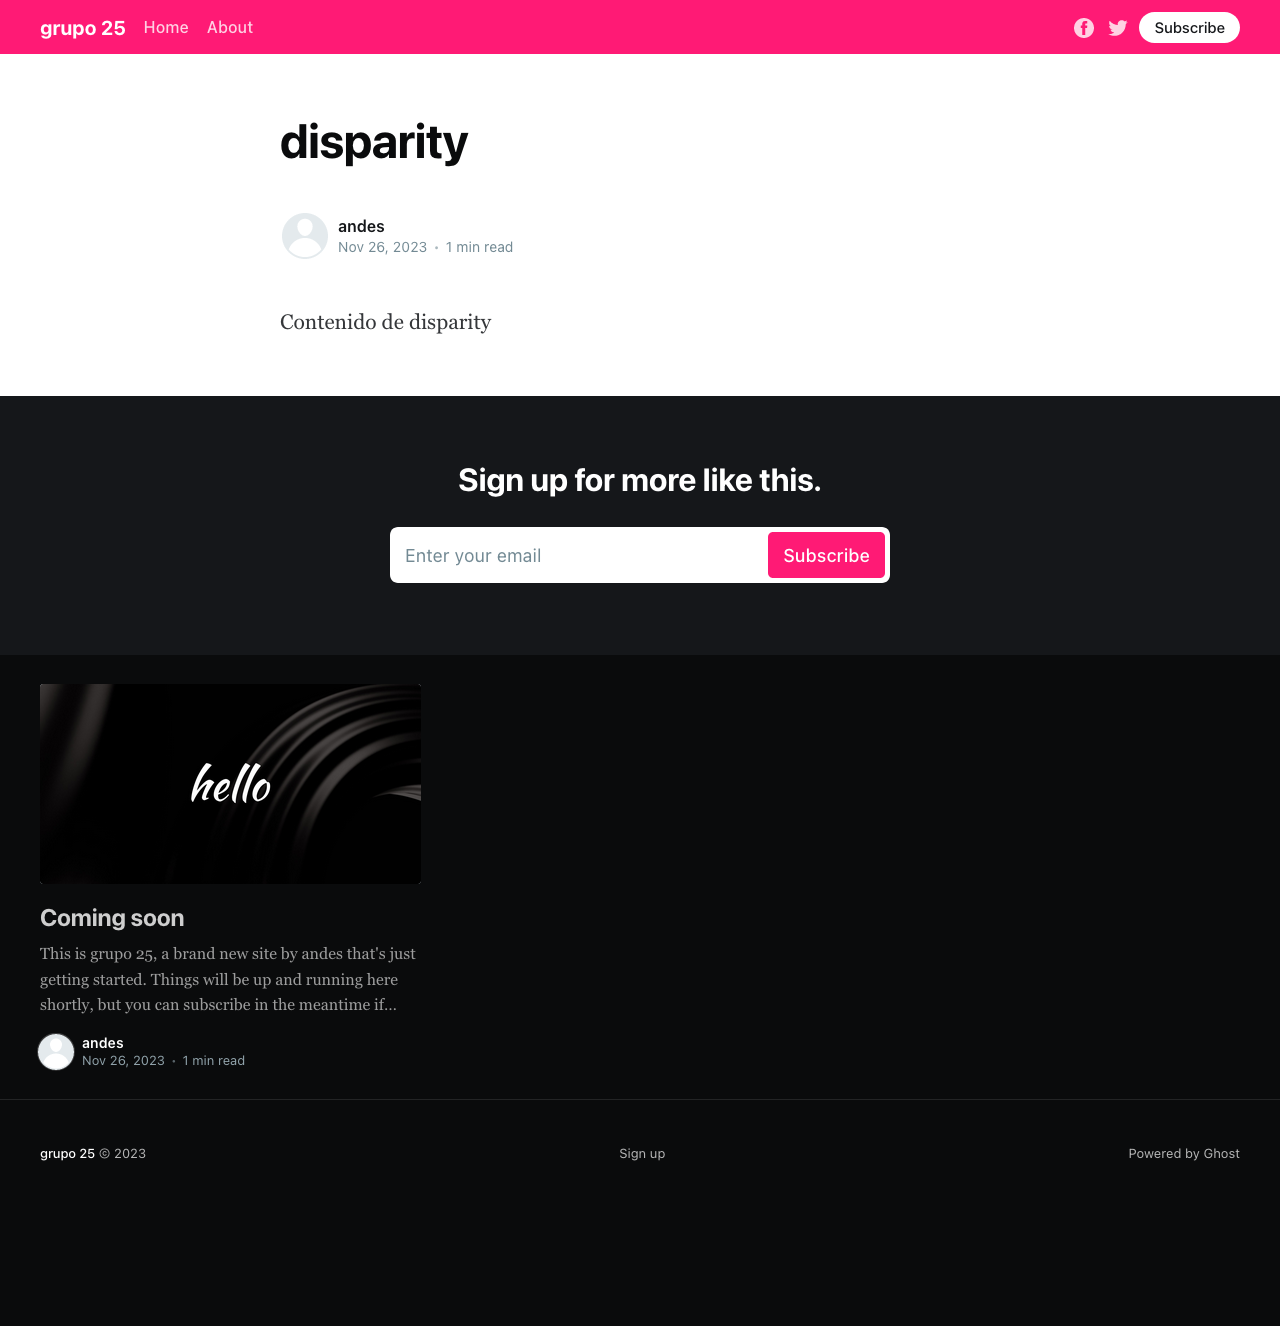 grupo 25 Home About Subscribe
disparity
andes
Nov 26, 2023 • 1 min read
Contenido de disparity
Sign up for more like this.
Enter your email Subscribe
hello
Coming soon
This is grupo 25, a brand new site by andes that's just
getting started. Things will be up and running here
shortly, but you can subscribe in the meantime if...
andes
Nov 26, 2023 • 1 min read
grupo 25 © 2023 Sign up Powered by Ghost